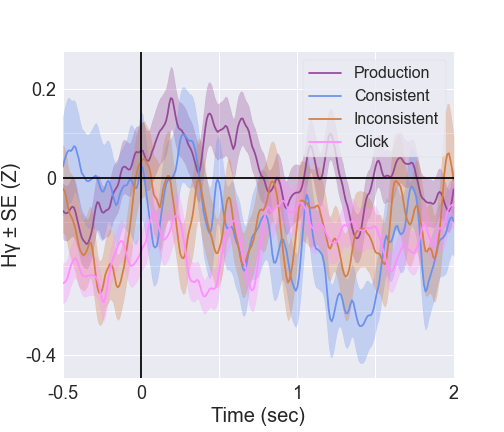 Production
Consistent
Inconsistent
Click
Hγ ± SE (Z)
0.2
0
-0.4
-0.5
0
1
2
Time (sec)